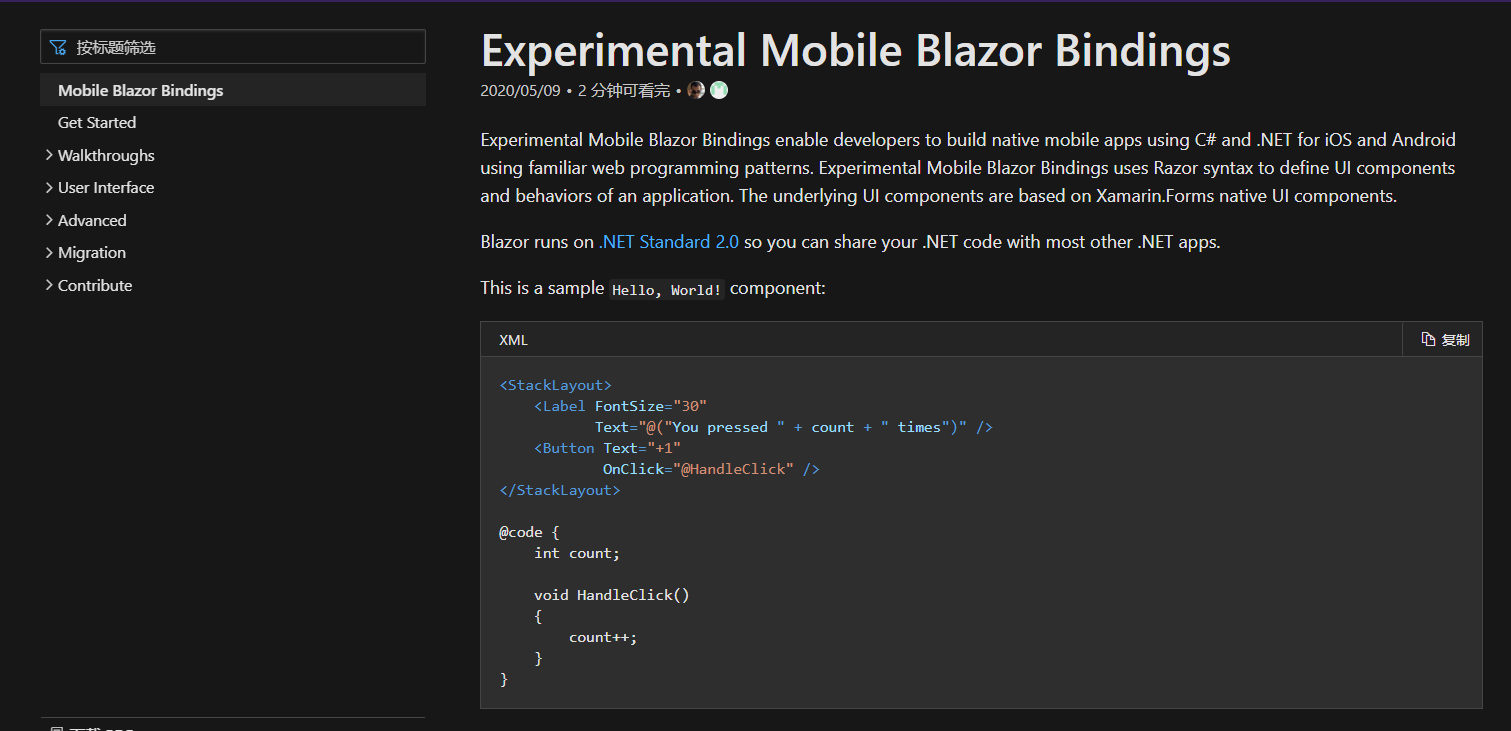 按标题筛选
Mobile Blazor Bindings
Get Started
Walkthroughs
User Interface
Advanced
Migration
Contribute
Experimental Mobile Blazor Bindings
2020/05/09 • 2 分钟可看完 •
Experimental Mobile Blazor Bindings enable developers to build native mobile apps using C# and .NET for iOS and Android
using familiar web programming patterns. Experimental Mobile Blazor Bindings uses Razor syntax to define UI components
and behaviors of an application. The underlying UI components are based on Xamarin.Forms native UI components.
Blazor runs on .NET Standard 2.0 so you can share your .NET code with most other .NET apps.
This is a sample Hello, World! component:
XML
复制
<StackLayout>
    <Label FontSize="30"
           Text="@("You pressed " + count + " times")" />
    <Button Text="+1"
            OnClick="@HandleClick" />
</StackLayout>
@code {
    int count;
    void HandleClick()
    {
        count++;
    }
}